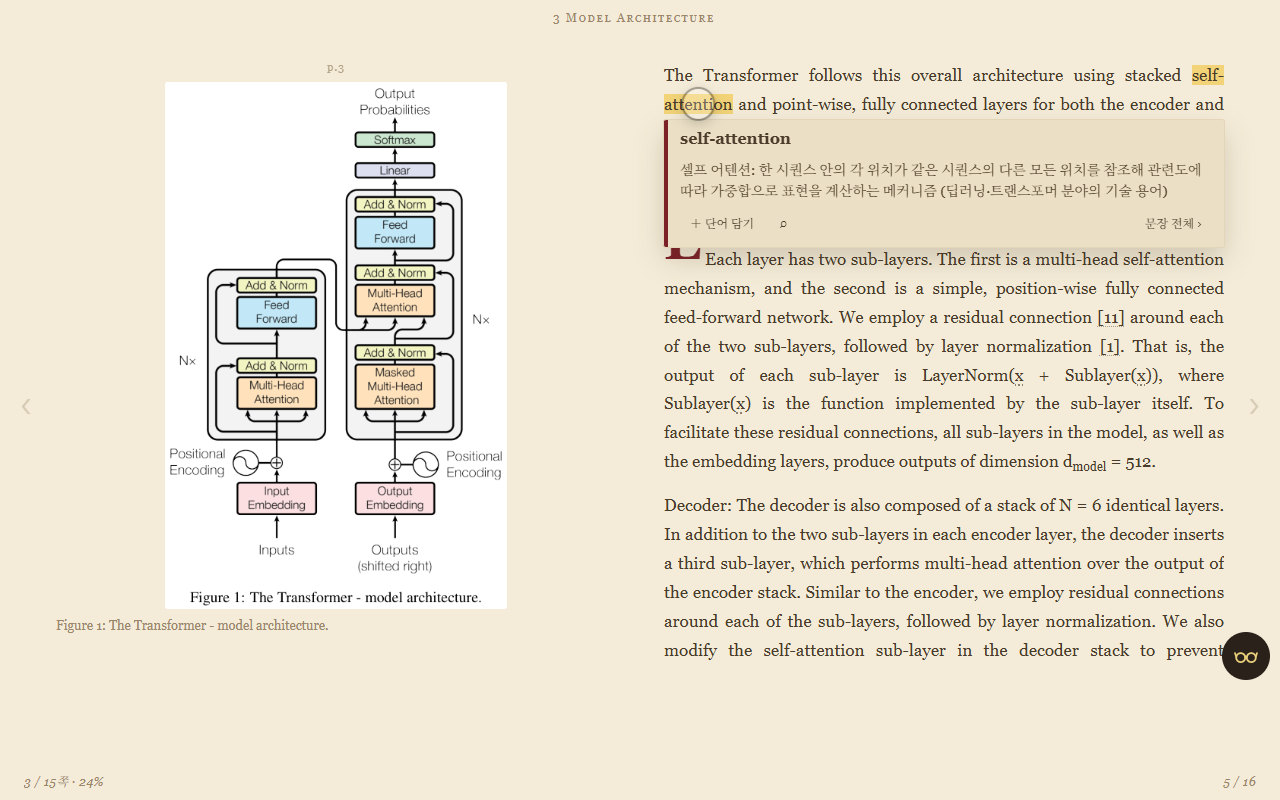 3 Model Architecture
p.3
Output
Probabilities
Softmax
Linear
Add & Norm
Feed
Forward
Add & Norm
Multi-Head
Attention
Nx
Add & Norm
Masked
Multi-Head
Attention
Add & Norm
Feed
Forward
Nx
Add & Norm
Multi-Head
Attention
Positional
Encoding
Positional
Encoding
Input
Embedding
Output
Embedding
Inputs
Outputs
(shifted right)
Figure 1: The Transformer - model architecture.
Figure 1: The Transformer - model architecture.
The Transformer follows this overall architecture using stacked self-
attention and point-wise, fully connected layers for both the encoder and
self-attention
셀프 어텐션: 한 시퀀스 안의 각 위치가 같은 시퀀스의 다른 모든 위치를 참조해 관련도에
따라 가중합으로 표현을 계산하는 메커니즘 (딥러닝·트랜스포머 분야의 기술 용어)
+ 단어 담기
문장 전체 ›
Each layer has two sub-layers. The first is a multi-head self-attention
mechanism, and the second is a simple, position-wise fully connected
feed-forward network. We employ a residual connection [11] around each
of the two sub-layers, followed by layer normalization [1]. That is, the
output of each sub-layer is LayerNorm(x + Sublayer(x)), where
Sublayer(x) is the function implemented by the sub-layer itself. To
facilitate these residual connections, all sub-layers in the model, as well as
the embedding layers, produce outputs of dimension dmodel = 512.
Decoder: The decoder is also composed of a stack of N = 6 identical layers.
In addition to the two sub-layers in each encoder layer, the decoder inserts
a third sub-layer, which performs multi-head attention over the output of
the encoder stack. Similar to the encoder, we employ residual connections
around each of the sub-layers, followed by layer normalization. We also
modify the self-attention sub-layer in the decoder stack to prevent
3 / 15쪽 · 24%
5 / 16